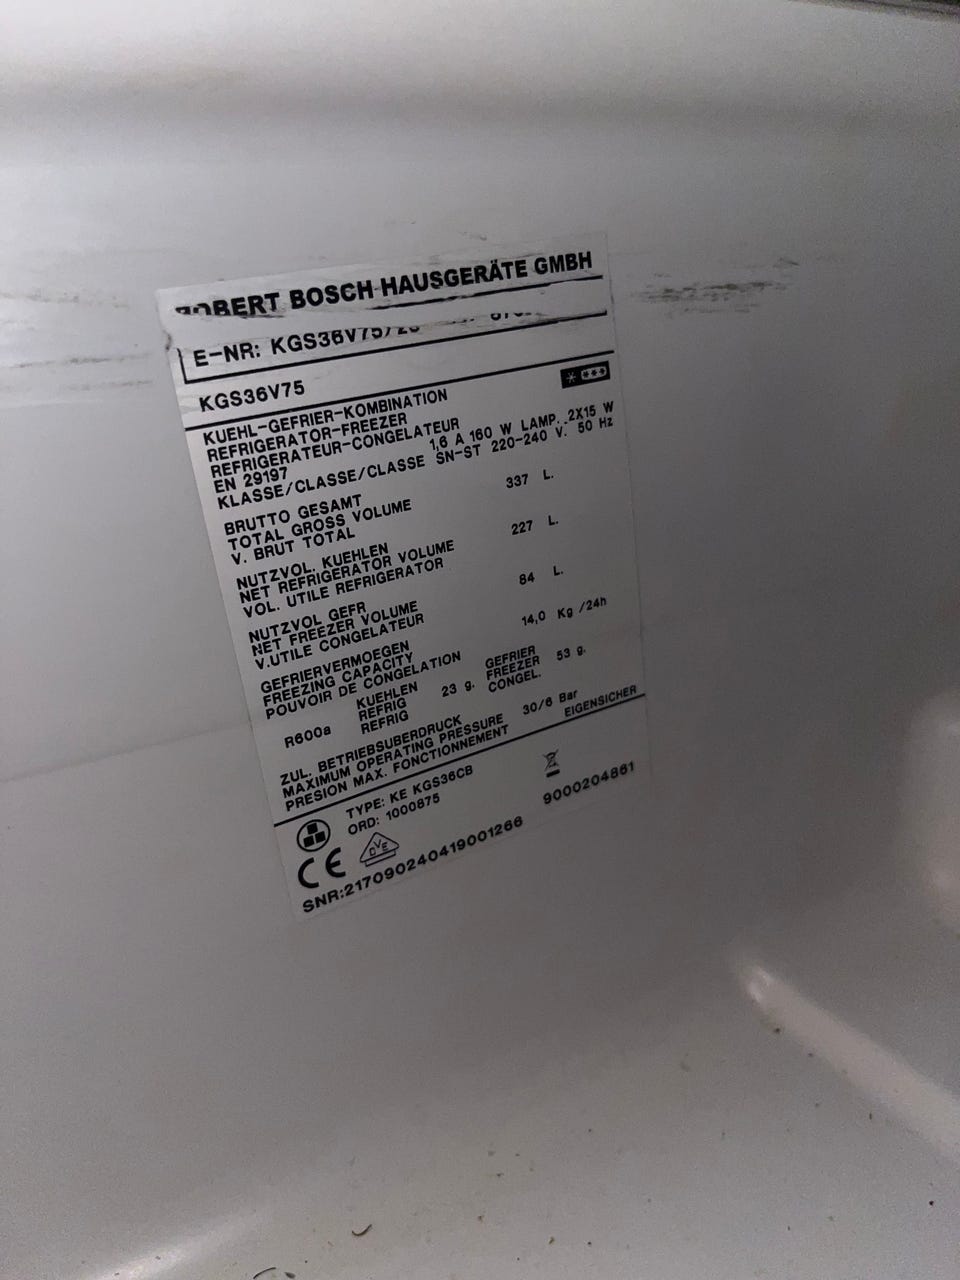 ROBERT BOSCH HAUSGERÄTE GMBH
E-NR: KGS36V75/
KGS36V75
KUEHL-GEFRIER-KOMBINATION
REFRIGERATOR-FREEZER
REFRIGERATEUR-CONGELATEUR
EN 29197 1,6 A 160 W LAMP. 2X15 W
KLASSE/CLASSE/CLASSE SN-ST 220-240 V. 50 Hz
BRUTTO GESAMT
TOTAL GROSS VOLUME 337 L.
V. BRUT TOTAL
NUTZVOL. KUEHLEN
NET REFRIGERATOR VOLUME 227 L.
VOL. UTILE REFRIGERATOR
NUTZVOL GEFR
NET FREEZER VOLUME 84 L.
V.UTILE CONGELATEUR
GEFRIERVERMOEGEN
FREEZING CAPACITY 14,0 Kg /24h
POUVOIR DE CONGELATION
R600a KUEHLEN REFRIG REFRIG 23 g. GEFRIER FREEZER CONGEL. 53 g.
ZUL. BETRIEBSUBERDRUCK
MAXIMUM OPERATING PRESSURE 30/6 Bar
PRESION MAX. FONCTIONNEMENT EIGENSICHER
TYPE: KE KGS36CB
ORD: 1000875
CE DVE 9000204861
SNR:217090240419001266